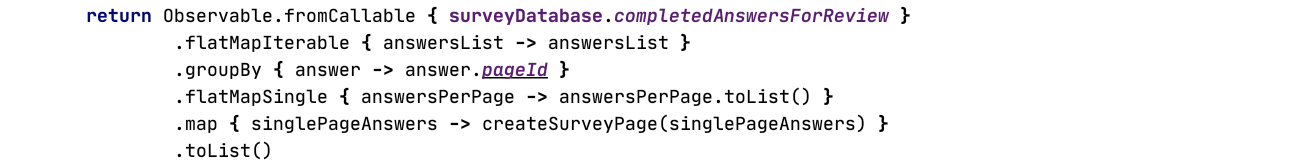 return Observable.fromCallable { surveyDatabase.completedAnswersForReview }
.flatMapIterable { answersList -> answersList }
.groupBy { answer -> answer.pageId }
.flatMapSingle { answersPerPage -> answersPerPage.toList() }
.map { singlePageAnswers -> createSurveyPage(singlePageAnswers) }
.toList()